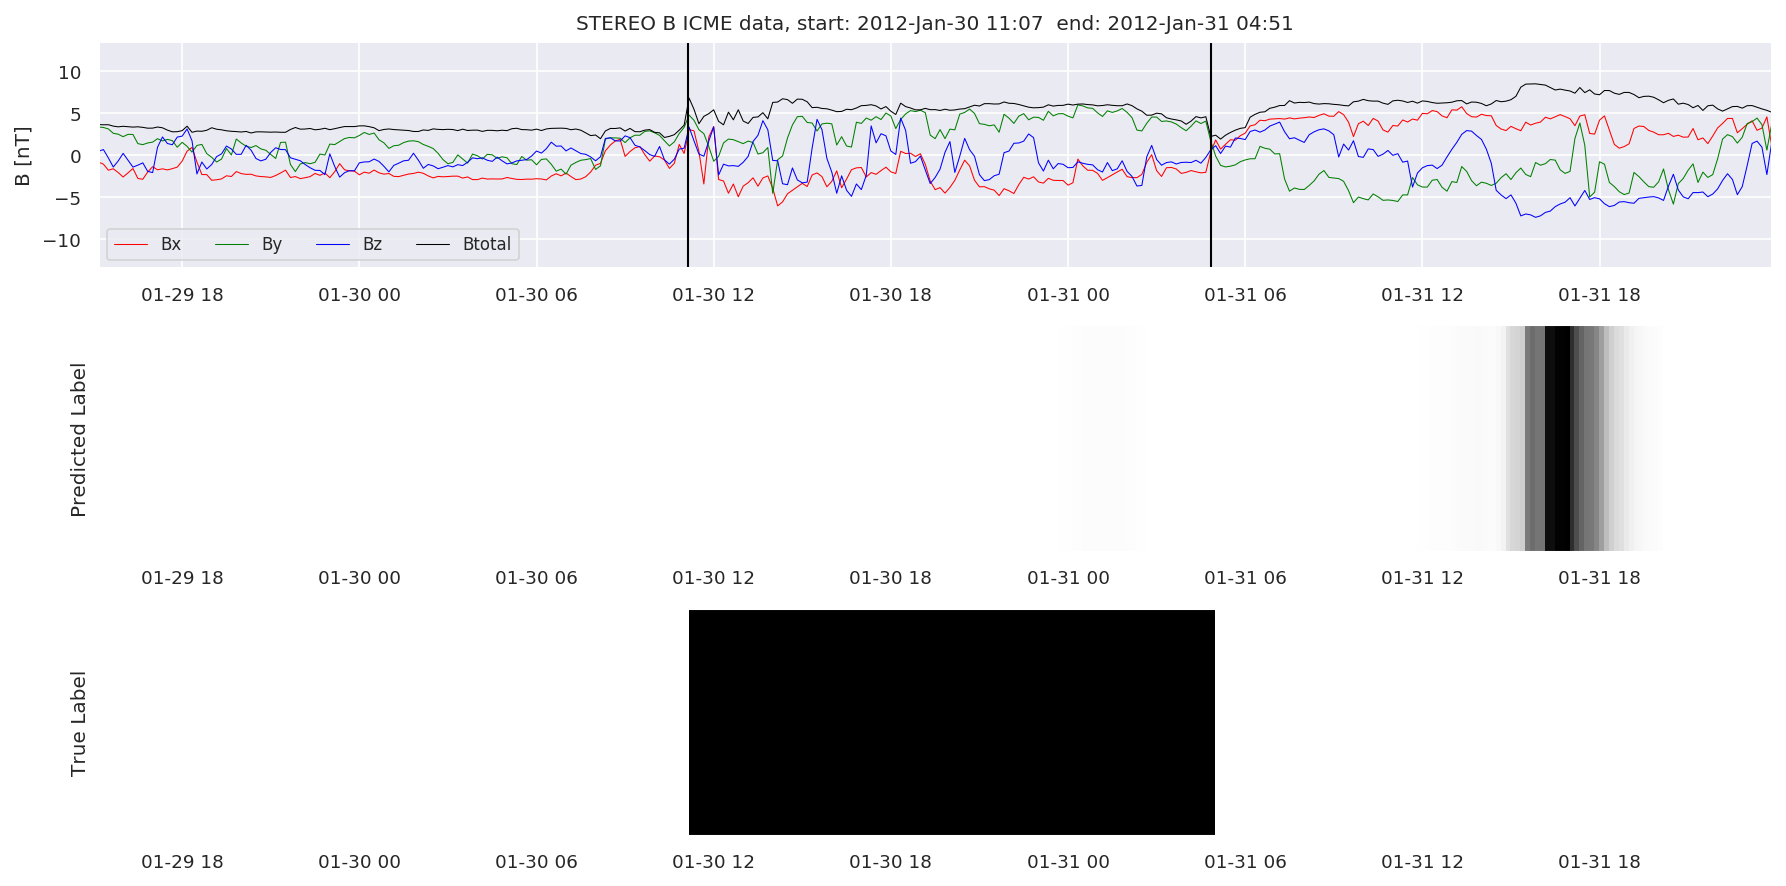 STEREO B ICME data, start: 2012-Jan-30 11:07  end: 2012-Jan-31 04:51
B [nT]
10
5
0
−5
−10
Bx By Bz Btotal
01-29 18 01-30 00 01-30 06 01-30 12 01-30 18 01-31 00 01-31 06 01-31 12 01-31 18
Predicted Label
01-29 18 01-30 00 01-30 06 01-30 12 01-30 18 01-31 00 01-31 06 01-31 12 01-31 18
True Label
01-29 18 01-30 00 01-30 06 01-30 12 01-30 18 01-31 00 01-31 06 01-31 12 01-31 18